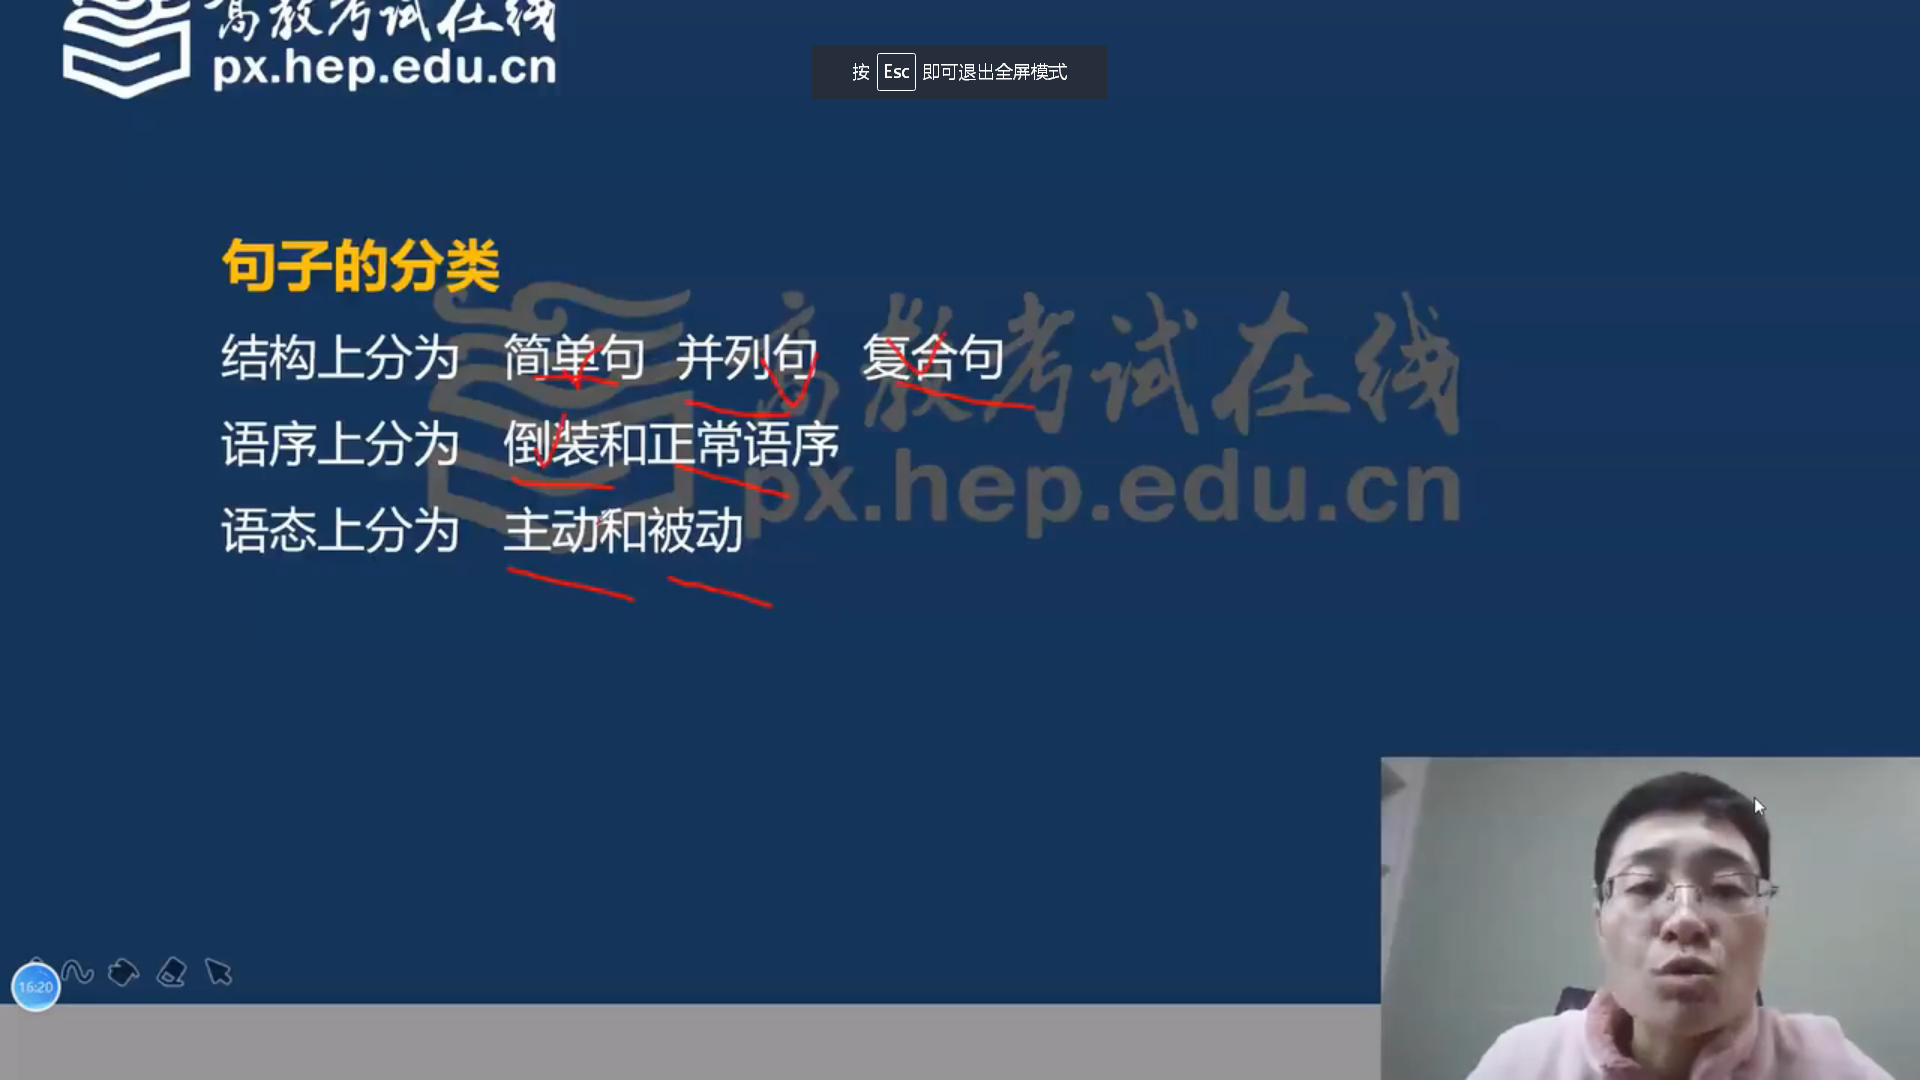 高教考试在线
px.hep.edu.cn
按 Esc 即可退出全屏模式
句子的分类
结构上分为 简单句 并列句 复合句
语序上分为 倒装和正常语序
语态上分为 主动和被动
高教考试在线
px.hep.edu.cn
16:20